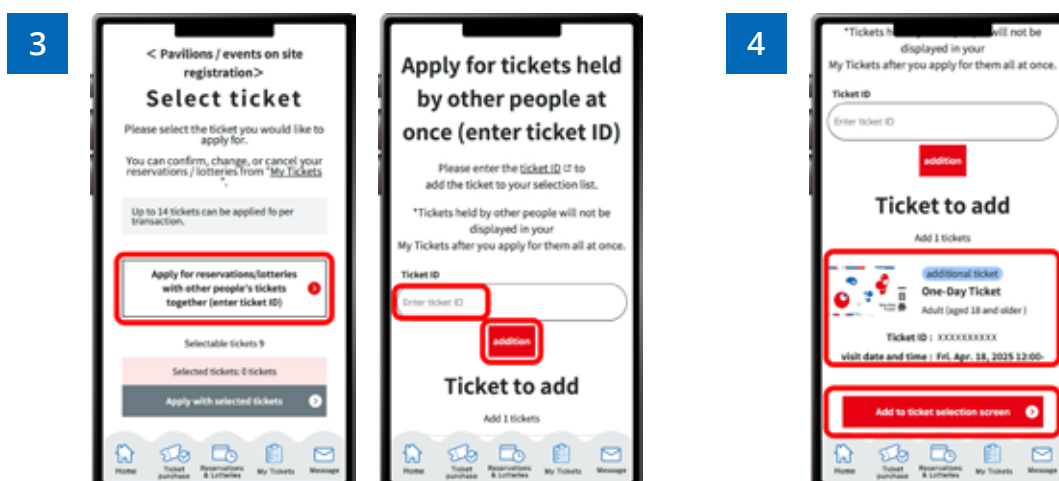 3
< Pavilions / events on site
registration>
Select ticket
Please select the ticket you would like to
apply for.
You can confirm, change, or cancel your
reservations / lotteries from "My Tickets
".
Up to 14 tickets can be applied fo per
transaction.
Apply for reservations/lotteries
with other people's tickets
together (enter ticket ID)
Selectable tickets 9
Selected tickets: 0 tickets
Apply with selected tickets
Home
Ticket
purchase
Reservations
& Lotteries
My Tickets
Message
Apply for tickets held
by other people at
once (enter ticket ID)
Please enter the ticket ID to
add the ticket to your selection list.
*Tickets held by other people will not be
displayed in your
My Tickets after you apply for them all at once.
Ticket ID
Enter ticket ID
addition
Ticket to add
Add 1 tickets
Home
Ticket
purchase
Reservations
& Lotteries
My Tickets
Message
4
*Tickets h will not be
displayed in your
My Tickets after you apply for them all at once.
Ticket ID
Enter ticket ID
addition
Ticket to add
Add 1 tickets
additional ticket
One-Day Ticket
Adult (aged 18 and older )
Ticket ID : XXXXXXXXXX
visit date and time : Fri. Apr. 18, 2025 12:00-
Add to ticket selection screen
Home
Ticket
purchase
Reservations
& Lotteries
My Tickets
Message